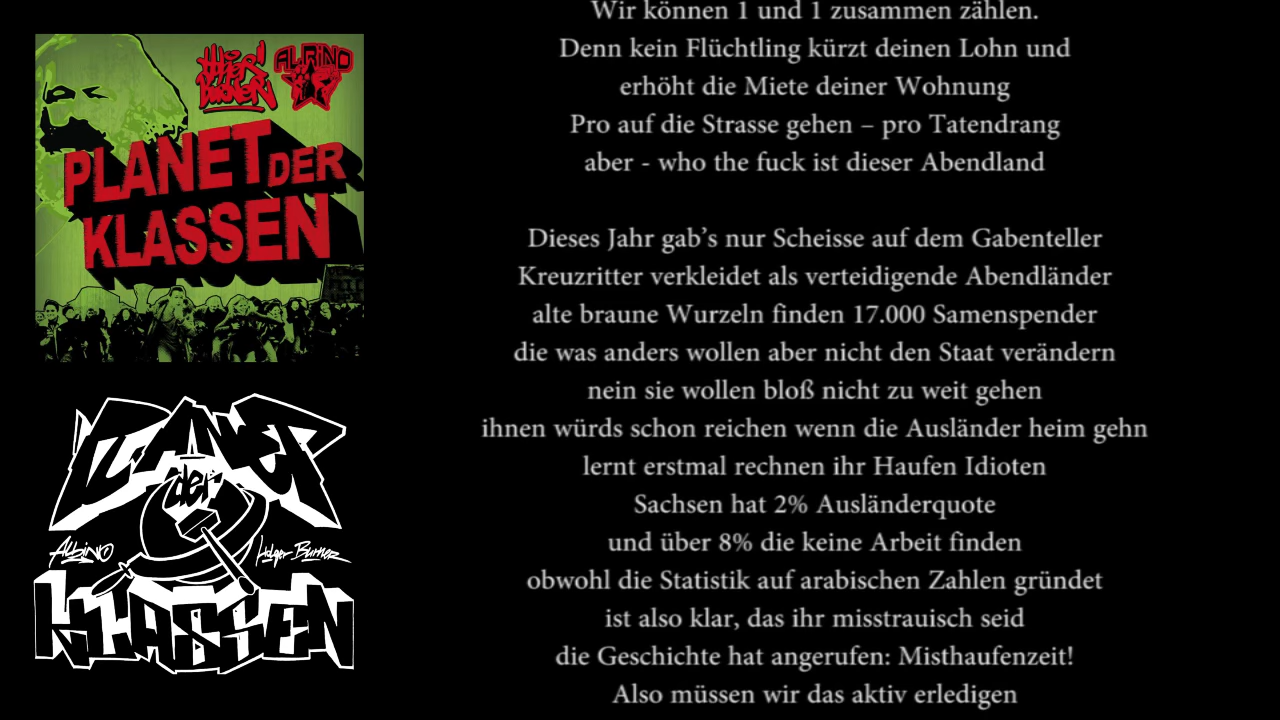 Holger
Burner
ALBINO
PLANET DER
KLASSEN
PLANET
der
Albino
Holger Burner
KLASSEN
Wir können 1 und 1 zusammen zählen.
Denn kein Flüchtling kürzt deinen Lohn und
erhöht die Miete deiner Wohnung
Pro auf die Strasse gehen – pro Tatendrang
aber - who the fuck ist dieser Abendland
Dieses Jahr gab’s nur Scheisse auf dem Gabenteller
Kreuzritter verkleidet als verteidigende Abendländer
alte braune Wurzeln finden 17.000 Samenspender
die was anders wollen aber nicht den Staat verändern
nein sie wollen bloß nicht zu weit gehen
ihnen würds schon reichen wenn die Ausländer heim gehn
lernt erstmal rechnen ihr Haufen Idioten
Sachsen hat 2% Ausländerquote
und über 8% die keine Arbeit finden
obwohl die Statistik auf arabischen Zahlen gründet
ist also klar, das ihr misstrauisch seid
die Geschichte hat angerufen: Misthaufenzeit!
Also müssen wir das aktiv erledigen